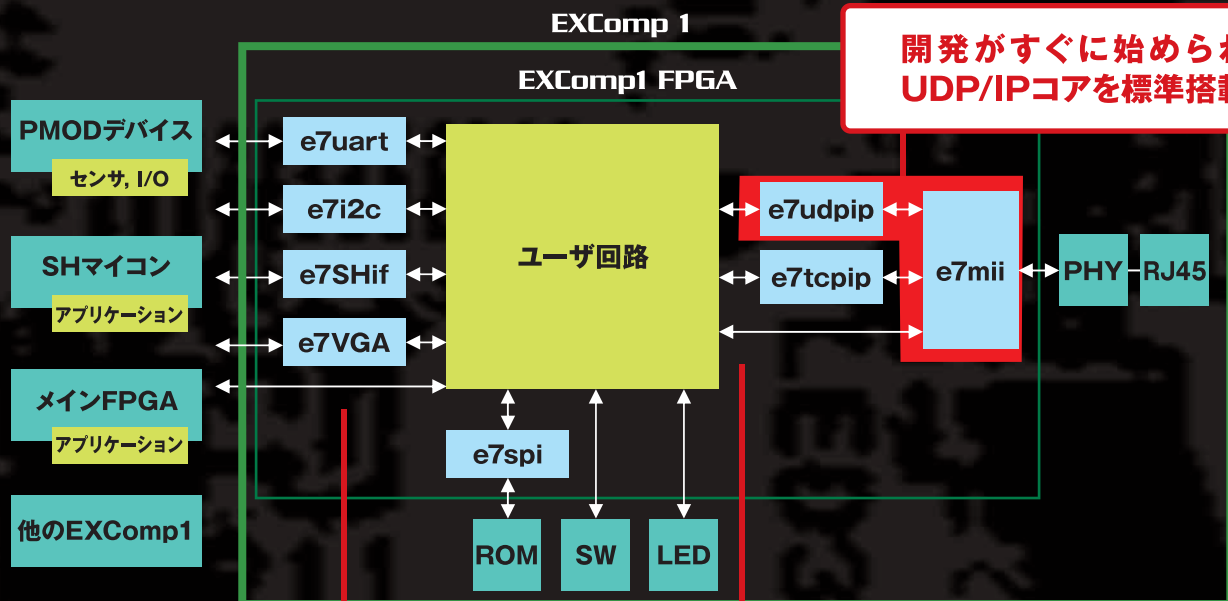 EXComp 1
開発がすぐに始められ
UDP/IPコアを標準搭載
EXComp1 FPGA
PMODデバイス
センサ, I/O
SHマイコン
アプリケーション
メインFPGA
アプリケーション
他のEXComp1
e7uart
e7i2c
e7SHif
e7VGA
ユーザ回路
e7udpip
e7tcpip
e7mii
PHY
RJ45
e7spi
ROM
SW
LED